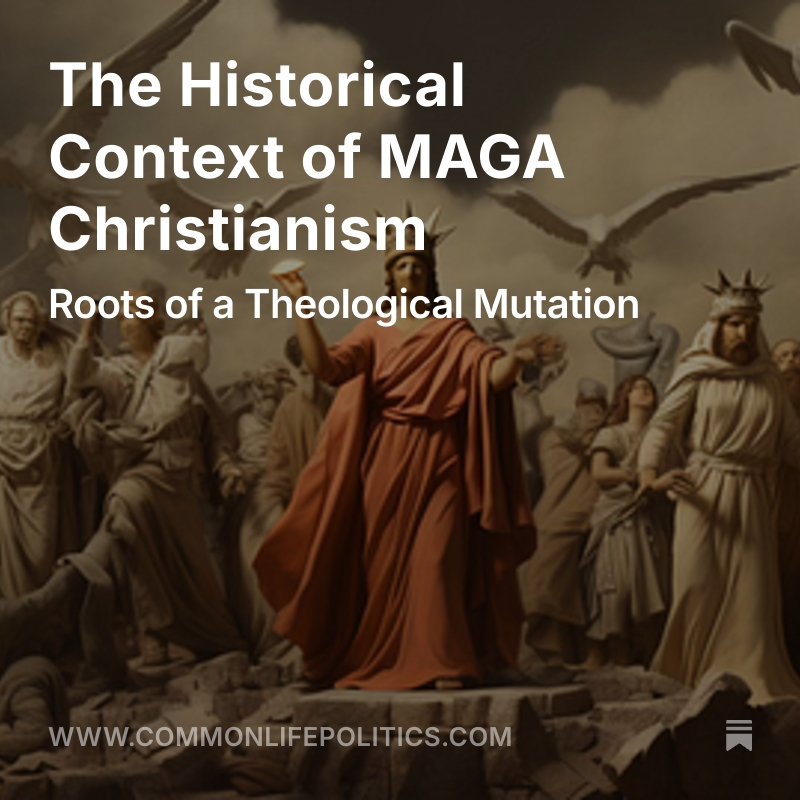 The Historical
Context of MAGA
Christianism
Roots of a Theological Mutation
WWW.COMMONLIFEPOLITICS.COM